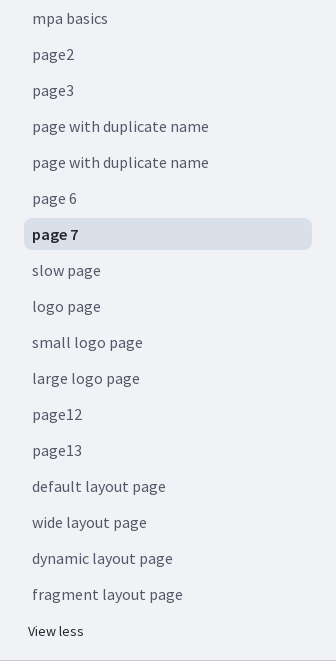 mpa basics
page2
page3
page with duplicate name
page with duplicate name
page 6
page 7
slow page
logo page
small logo page
large logo page
page12
page13
default layout page
wide layout page
dynamic layout page
fragment layout page
View less